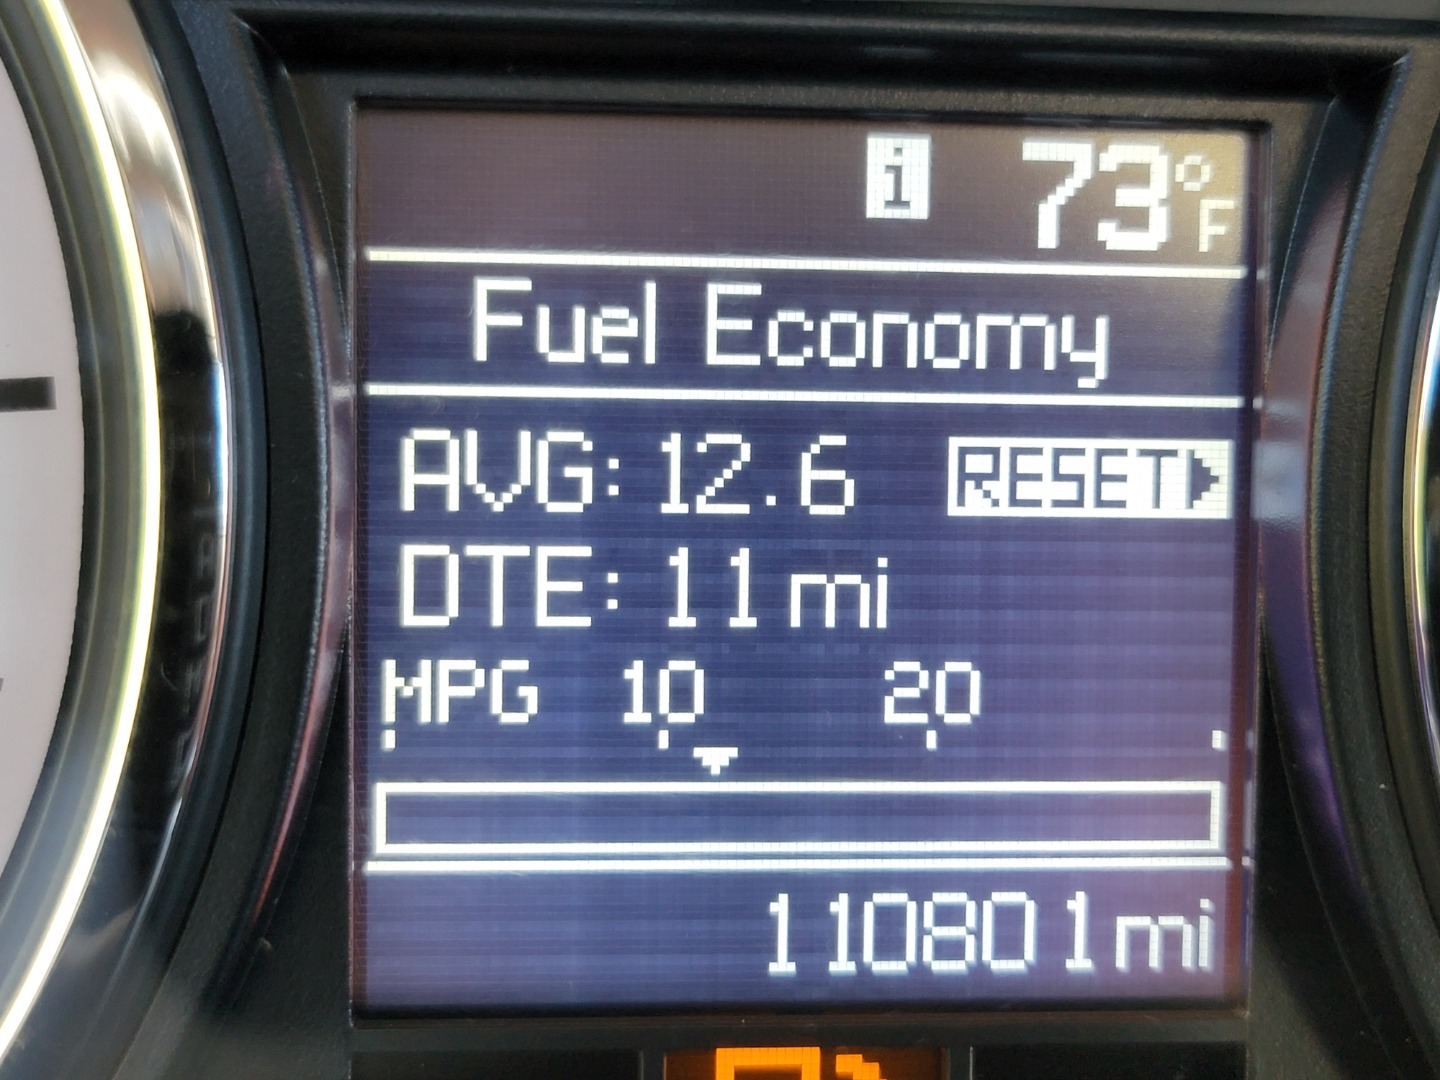 i 73°F
Fuel Economy
AVG: 12.6 RESET
DTE: 11 mi
MPG 10 20
110801 mi